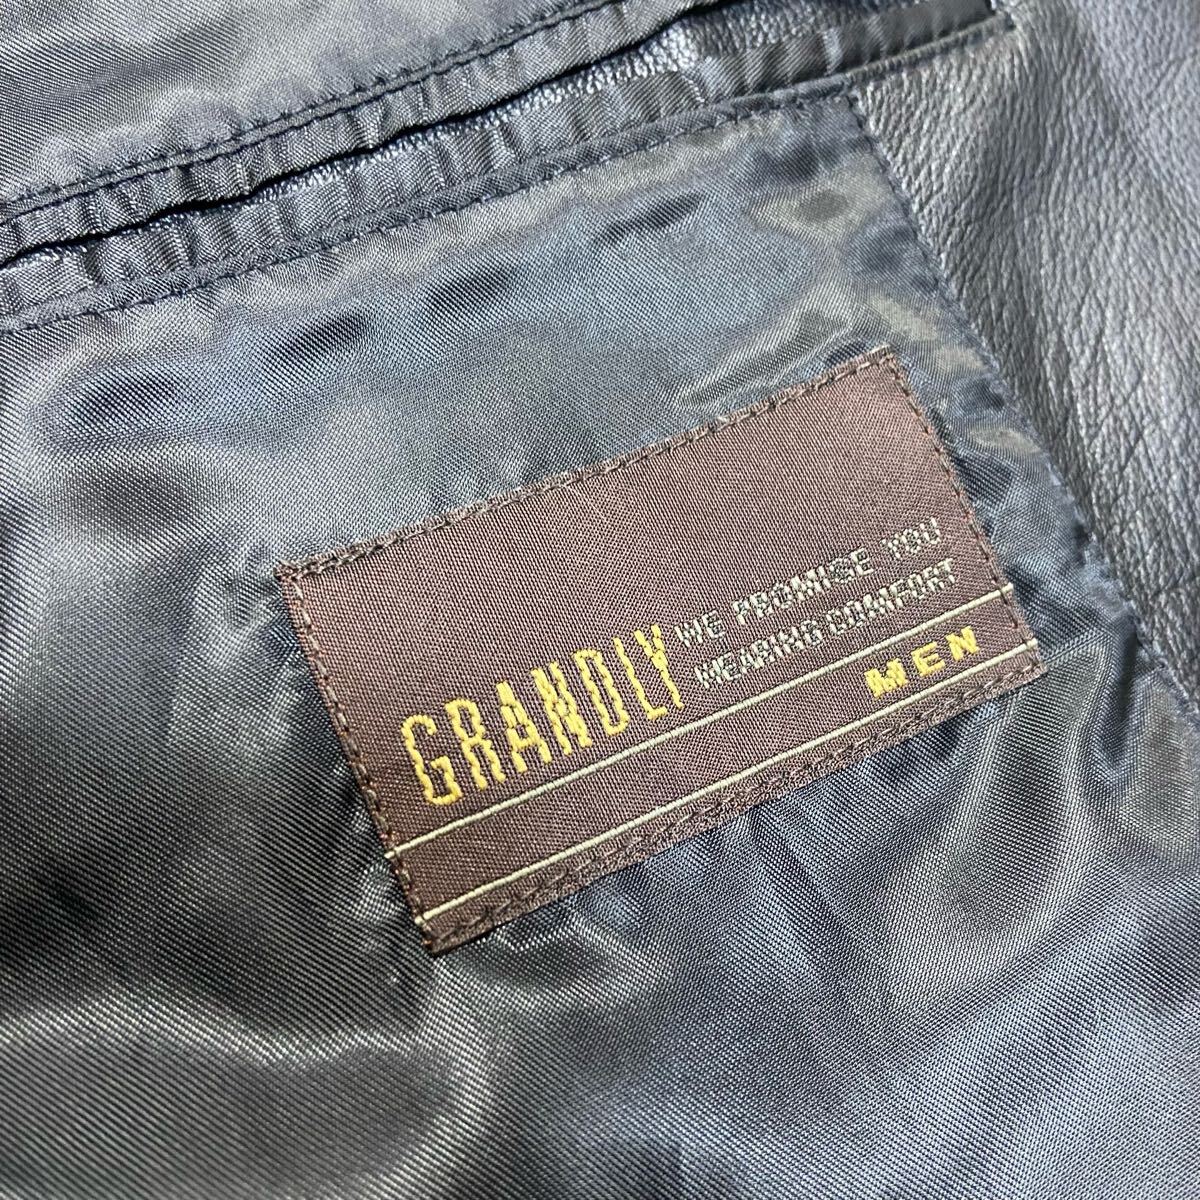 GRANDLY
WE PROMISE YOU
WEARING COMFORT
MEN